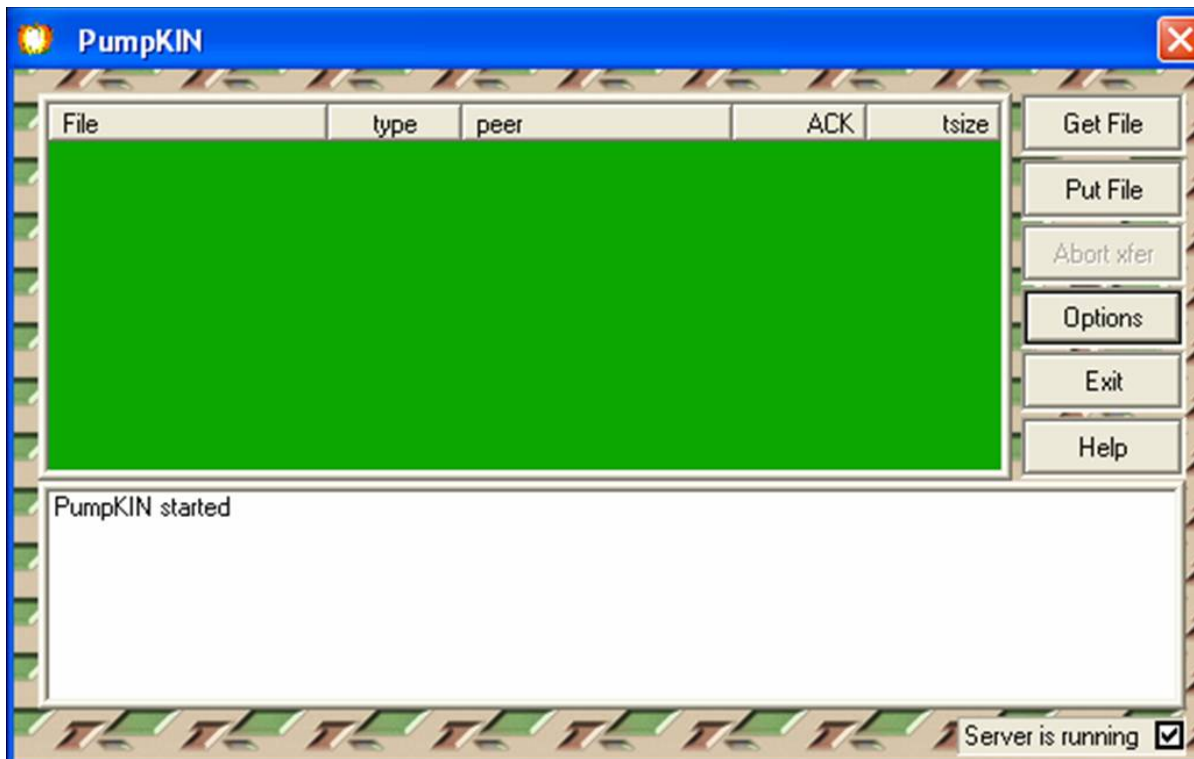 PumpKIN
File type peer ACK tsize
Get File
Put File
Abort xfer
Options
Exit
Help
PumpKIN started
Server is running